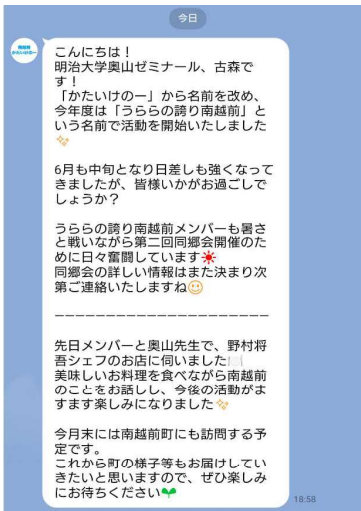 今日
こんにちは！
明治大学奥山ゼミナール、古森で
す！
「かたいけのー」から名前を改め、
今年度は「うららの誇り南越前」と
いう名前で活動を開始いたしました
✨
6月も中旬となり日差しも強くなって
きましたが、皆様いかがお過ごしで
しょうか？
うららの誇り南越前メンバーも暑さ
と戦いながら第二回同郷会開催のた
めに日々奮闘しています☀
同郷会の詳しい情報はまた決まり次
第ご連絡いたしますね😊
ーーーーーーーーーーーーーーーーーーーー
先日メンバーと奥山先生で、野村将
吾シェフのお店に伺いました🍽
美味しいお料理を食べながら南越前
のことをお話しし、今後の活動がま
すます楽しみになりました✨
今月末には南越前町にも訪問する予
定です。
これから町の様子等もお届けしてい
きたいと思いますので、ぜひ楽しみ
にお待ちください🌱
18:58